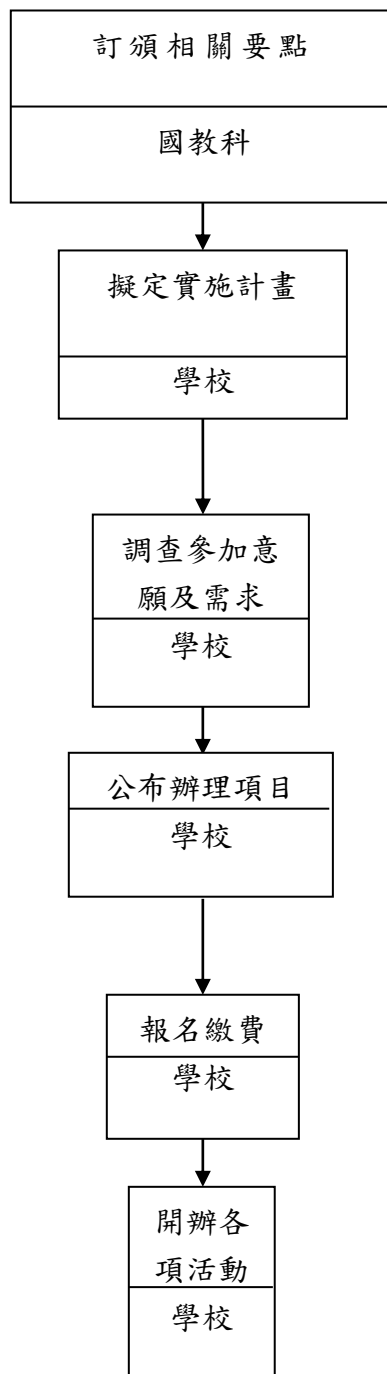 訂頒相關要點
國教科
擬定實施計畫
學校
調查參加意
願及需求
學校
公布辦理項目
學校
報名繳費
學校
開辦各
項活動
學校